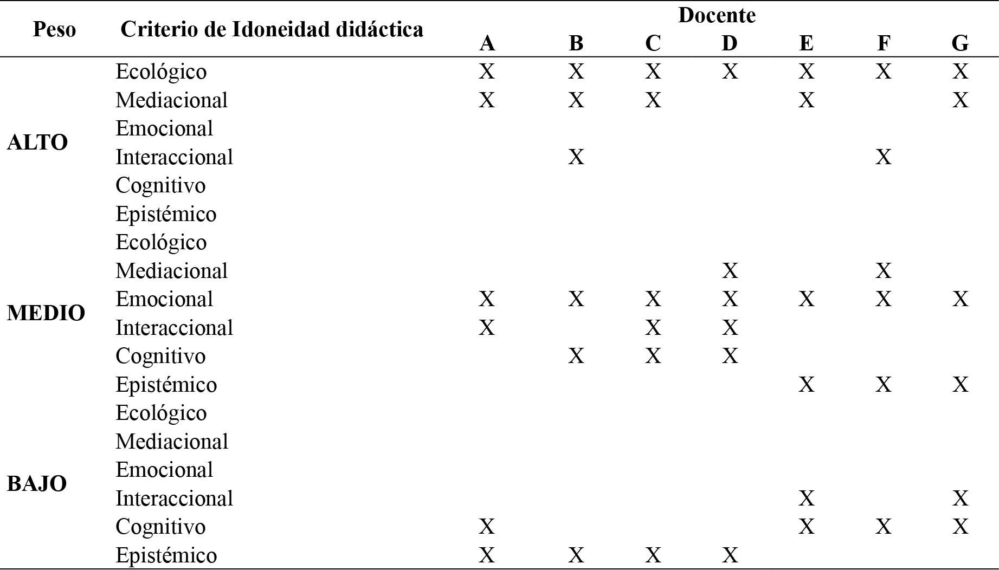 Peso Criterio de Idoneidad didáctica Docente
A B C D E F G
ALTO
Ecológico X X X X X X X
Mediacional X X X X X
Emocional
Interaccional X X
Cognitivo
Epistémico
MEDIO
Ecológico
Mediacional X X
Emocional X X X X X X X
Interaccional X X X
Cognitivo X X X
Epistémico X X X
BAJO
Ecológico
Mediacional
Emocional
Interaccional X X
Cognitivo X X X X
Epistémico X X X X